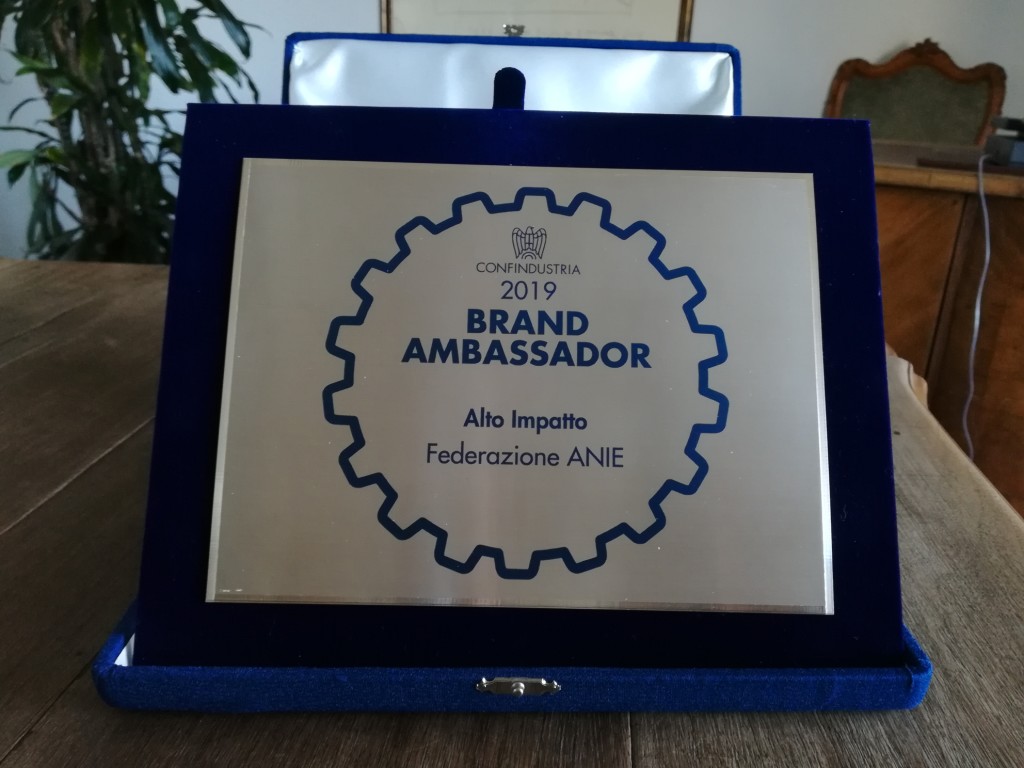 CONFINDUSTRIA
2019
BRAND
AMBASSADOR
Alto Impatto
Federazione ANIE